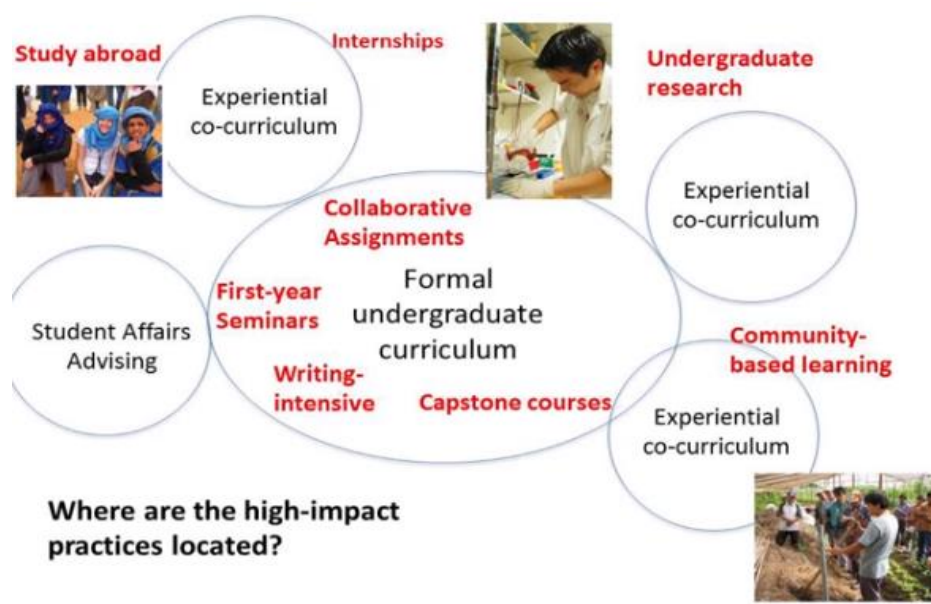 Study abroad
Internships
Experiential
co-curriculum
Undergraduate
research
Experiential
co-curriculum
Collaborative
Assignments
First-year
Seminars
Formal
undergraduate
curriculum
Student Affairs
Advising
Writing-
intensive
Capstone courses
Community-
based learning
Experiential
co-curriculum
Where are the high-impact
practices located?